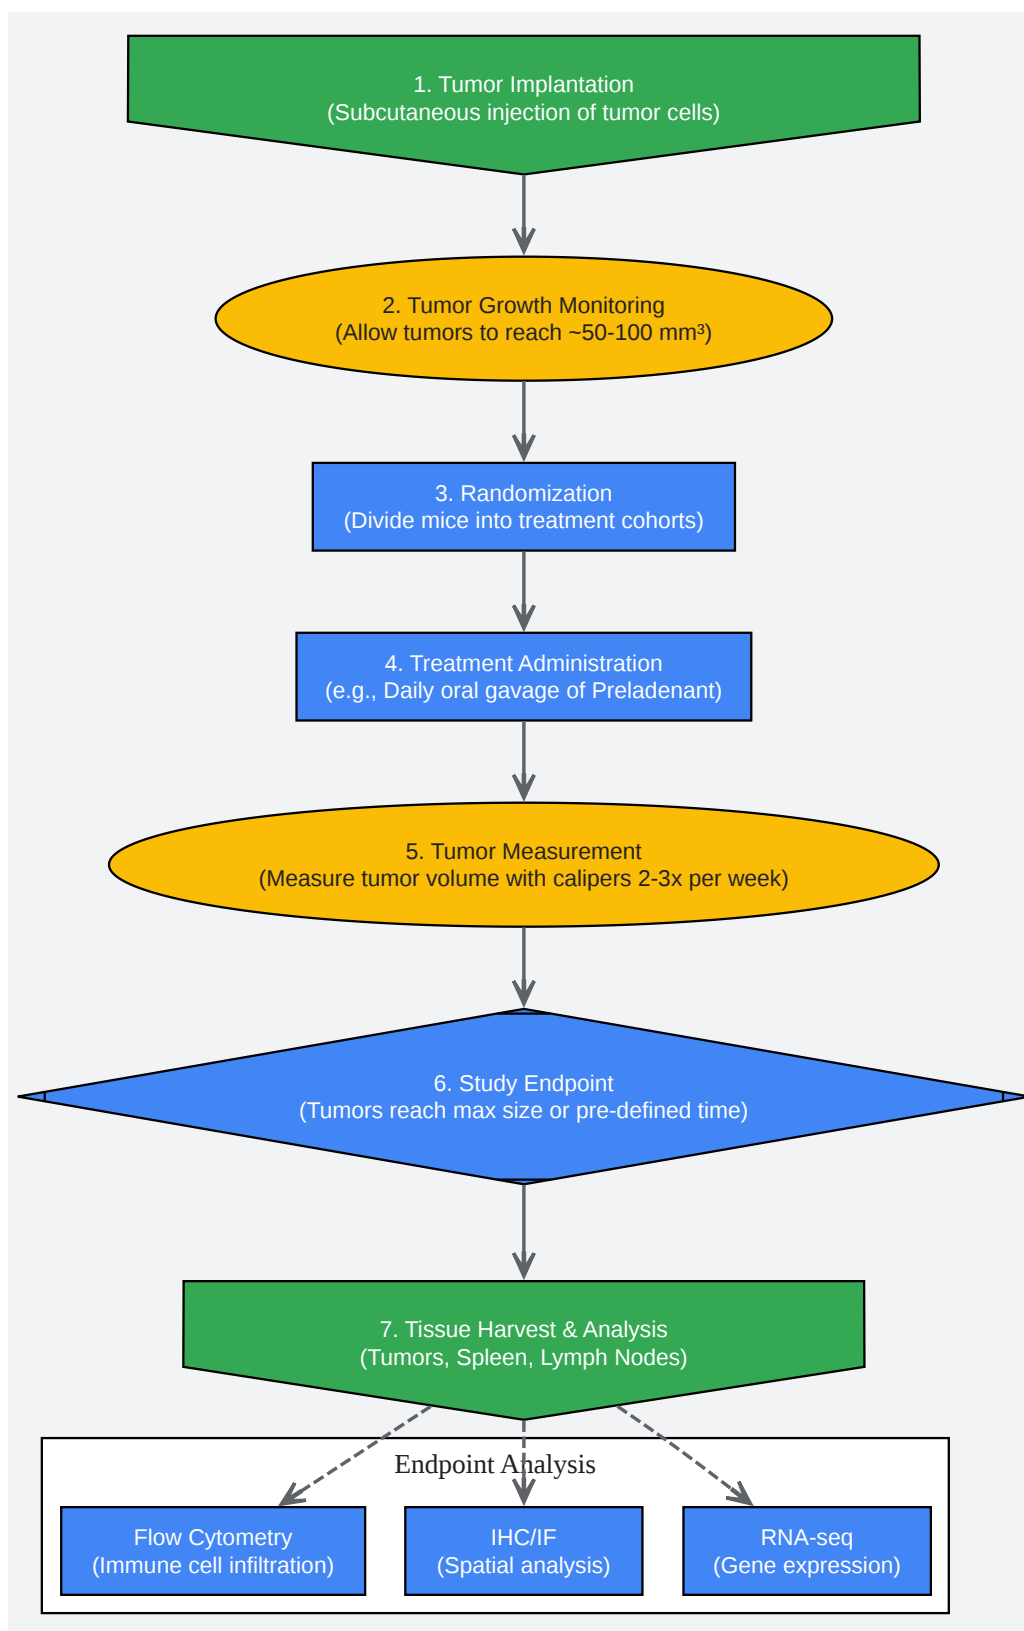 1. Tumor Implantation
(Subcutaneous injection of tumor cells)
2. Tumor Growth Monitoring
(Allow tumors to reach ~50-100 mm³)
3. Randomization
(Divide mice into treatment cohorts)
4. Treatment Administration
(e.g., Daily oral gavage of Preladenant)
5. Tumor Measurement
(Measure tumor volume with calipers 2-3x per week)
6. Study Endpoint
(Tumors reach max size or pre-defined time)
7. Tissue Harvest & Analysis
(Tumors, Spleen, Lymph Nodes)
Endpoint Analysis
Flow Cytometry
(Immune cell infiltration)
IHC/IF
(Spatial analysis)
RNA-seq
(Gene expression)